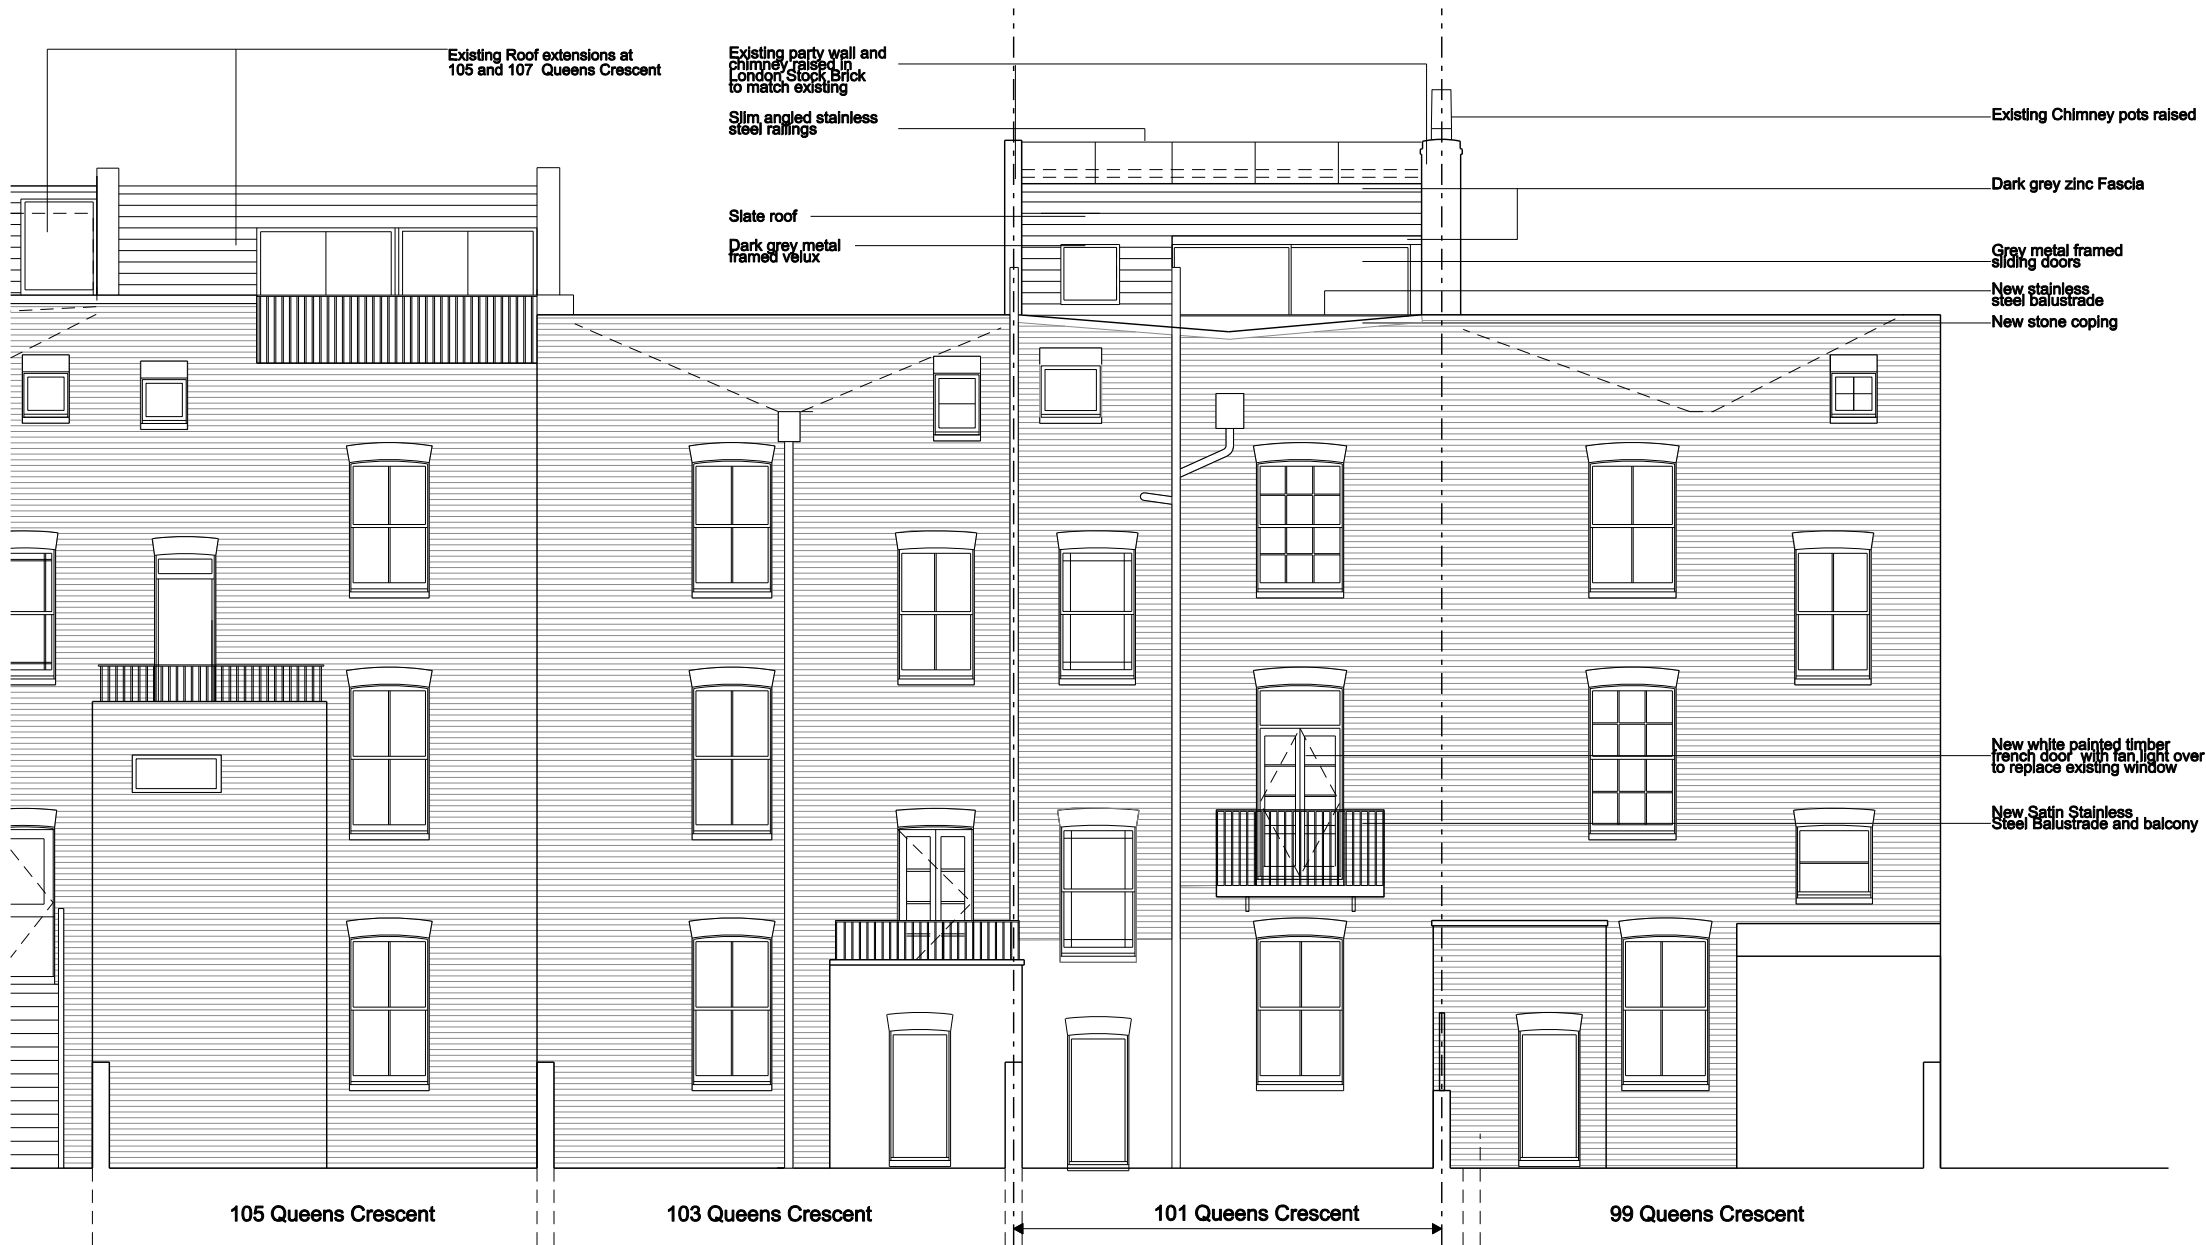 Existing Roof extensions at
105 and 107 Queens Crescent
Existing party wall and
chimney raised in
London Stock Brick
to match existing
Slim angled stainless
steel railings
Slate roof
Dark grey metal
framed velux
Existing Chimney pots raised
Dark grey zinc Fascia
Grey metal framed
sliding doors
New stainless
steel balustrade
New stone coping
New white painted timber
french door with fan light over
to replace existing window
New Satin Stainless
Steel Balustrade and balcony
105 Queens Crescent
103 Queens Crescent
101 Queens Crescent
99 Queens Crescent